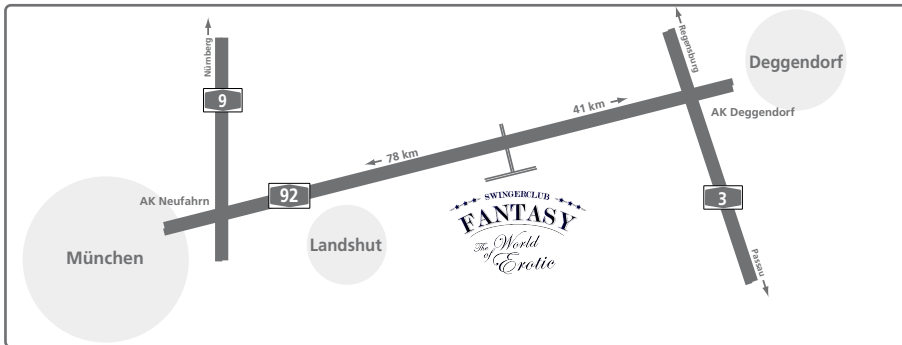 Nürnberg
9
AK Neufahrn
92
München
Landshut
78 km
41 km
SWINGERCLUB
FANTASY
The World
of Erotic
Regensburg
Deggendorf
AK Deggendorf
3
Passau